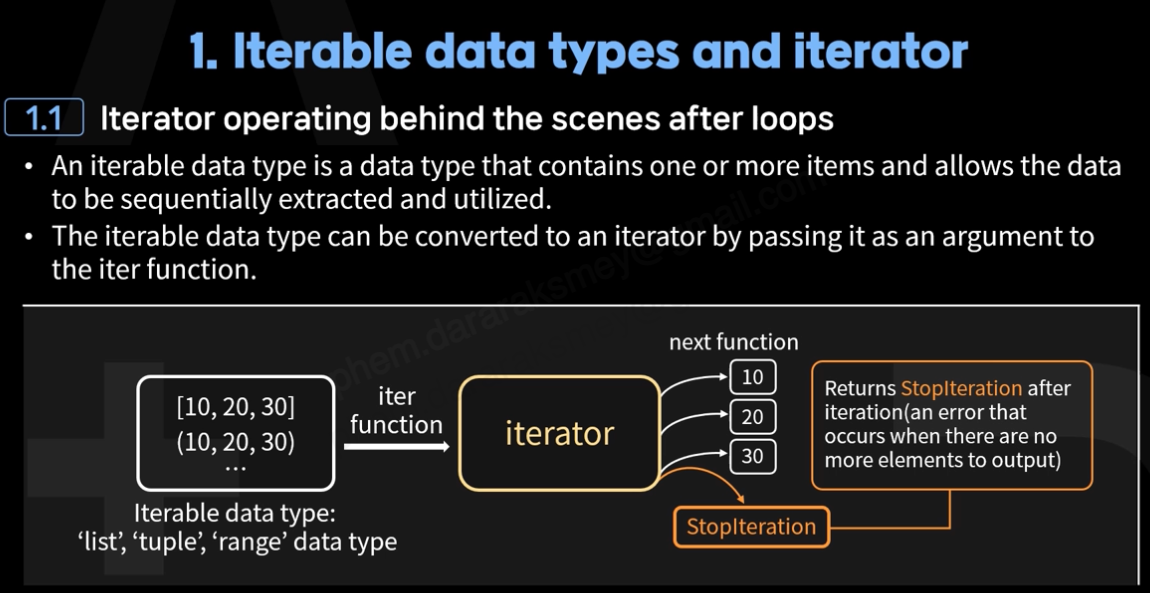 1. Iterable data types and iterator
1.1 Iterator operating behind the scenes after loops
• An iterable data type is a data type that contains one or more items and allows the data
to be sequentially extracted and utilized.
• The iterable data type can be converted to an iterator by passing it as an argument to
the iter function.
[10, 20, 30]
(10, 20, 30)
...
Iterable data type:
‘list’, ‘tuple’, ‘range’ data type
iter
function
iterator
next function
10
20
30
StopIteration
Returns StopIteration after
iteration(an error that
occurs when there are no
more elements to output)
phem.dararaksmey@gmail.com